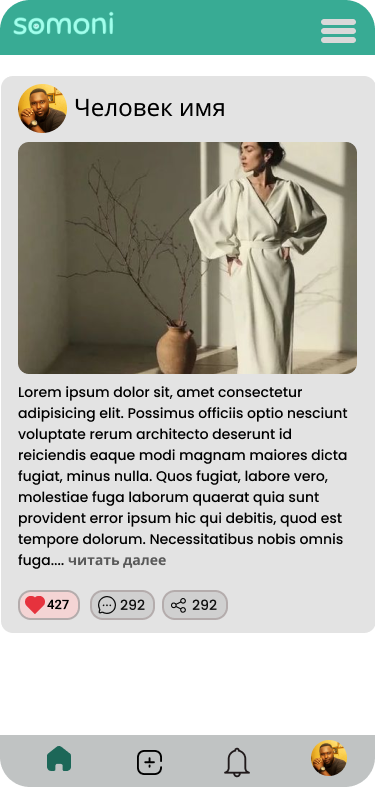 somoni
Человек имя
Lorem ipsum dolor sit, amet consectetur
adipisicing elit. Possimus officiis optio nesciunt
voluptate rerum architecto deserunt id
reiciendis eaque modi magnam maiores dicta
fugiat, minus nulla. Quos fugiat, labore vero,
molestiae fuga laborum quaerat quia sunt
provident error ipsum hic qui debitis, quod est
tempore dolorum. Necessitatibus nobis omnis
fuga.... читать далее
427 292 292